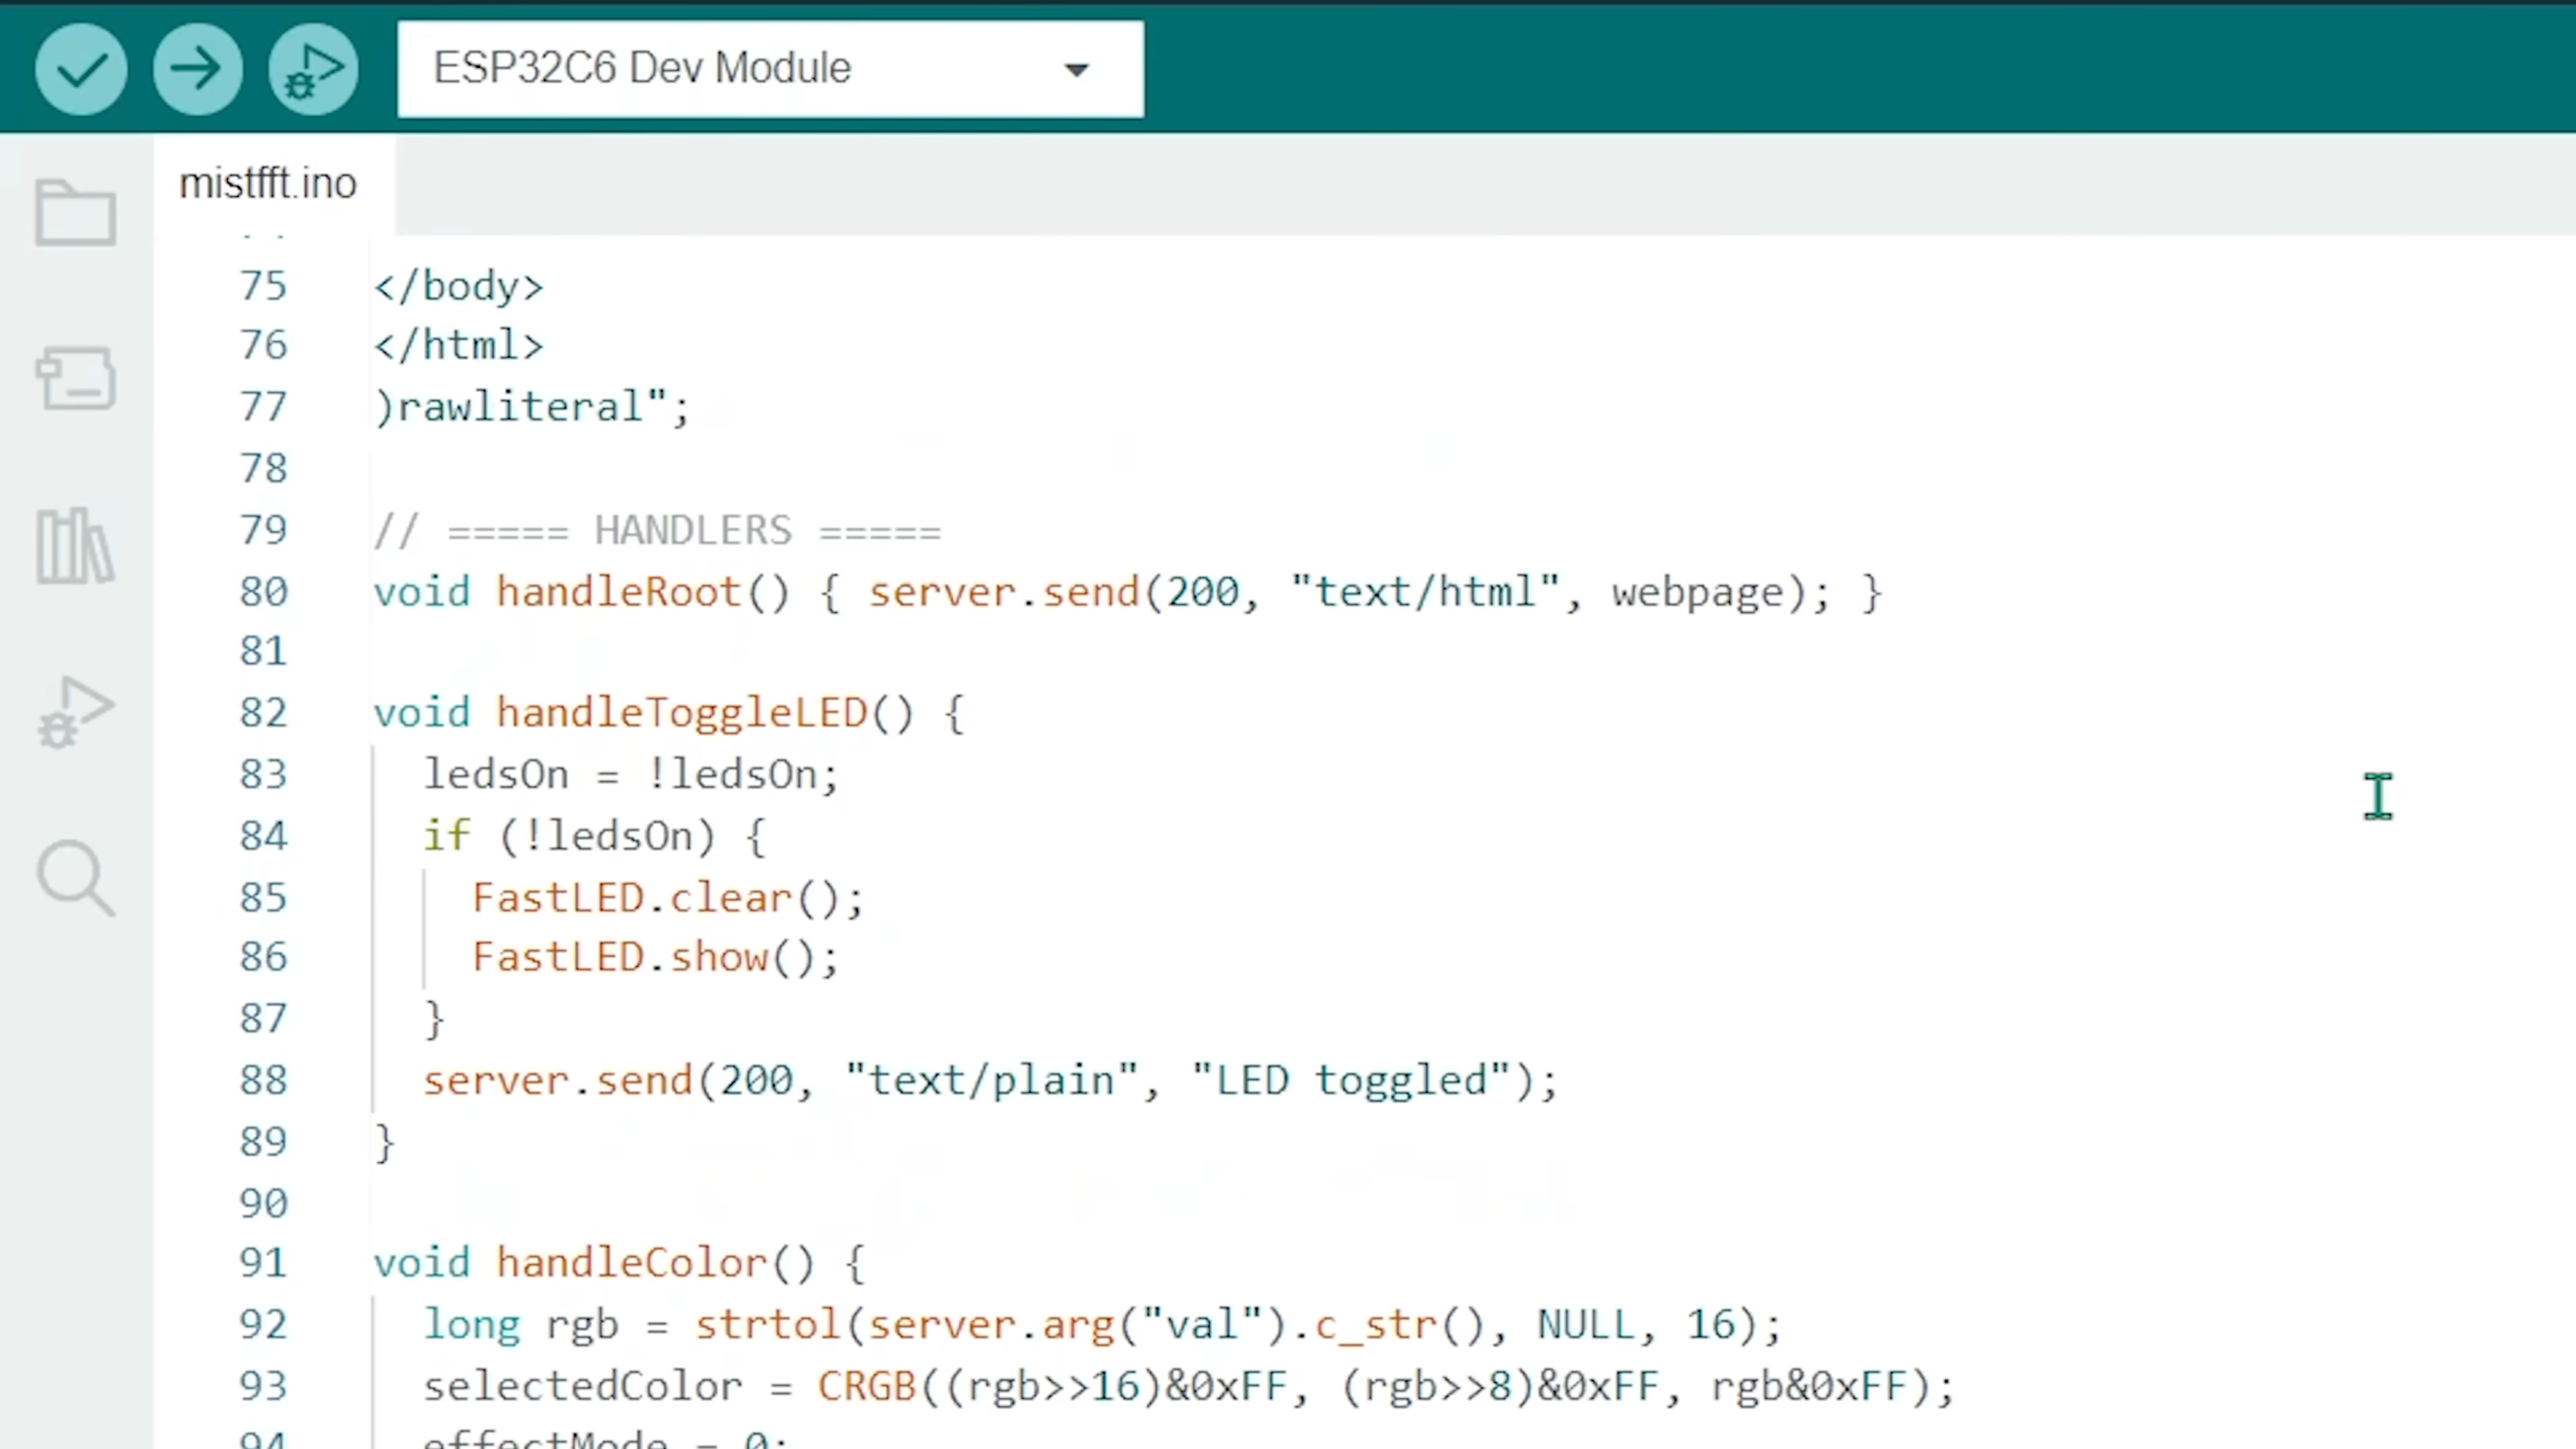 ESP32C6 Dev Module
mistfft.ino
75 </body>
76 </html>
77 )rawliteral";
78
79 // ===== HANDLERS =====
80 void handleRoot() { server.send(200, "text/html", webpage); }
81
82 void handleToggleLED() {
83 ledsOn = !ledsOn;
84 if (!ledsOn) {
85 FastLED.clear();
86 FastLED.show();
87 }
88 server.send(200, "text/plain", "LED toggled");
89 }
90
91 void handleColor() {
92 long rgb = strtol(server.arg("val").c_str(), NULL, 16);
93 selectedColor = CRGB((rgb>>16)&0xFF, (rgb>>8)&0xFF, rgb&0xFF);
94 effectMode = 0;